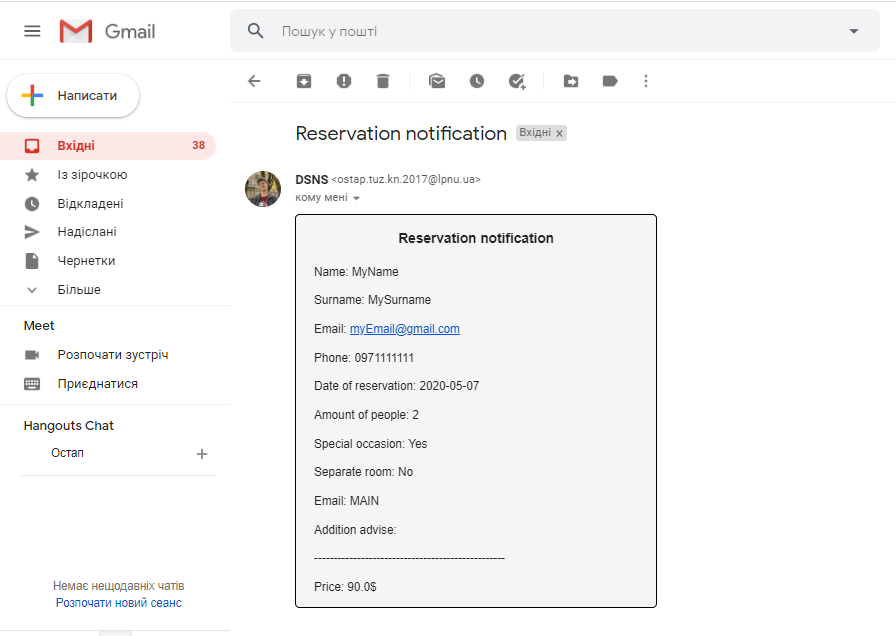 Gmail
Пошук у пошті
Написати
Вхідні 38
Із зірочкою
Відкладені
Надіслані
Чернетки
Більше
Meet
Розпочати зустріч
Приєднатися
Hangouts Chat
Остап
Немає нещодавніх чатів
Розпочати новий сеанс
Reservation notification Вхідні x
DSNS <ostap.tuz.kn.2017@lpnu.ua>
кому мені
Reservation notification
Name: MyName
Surname: MySurname
Email: myEmail@gmail.com
Phone: 0971111111
Date of reservation: 2020-05-07
Amount of people: 2
Special occasion: Yes
Separate room: No
Email: MAIN
Addition advise:
-------------------------------------------------
Price: 90.0$